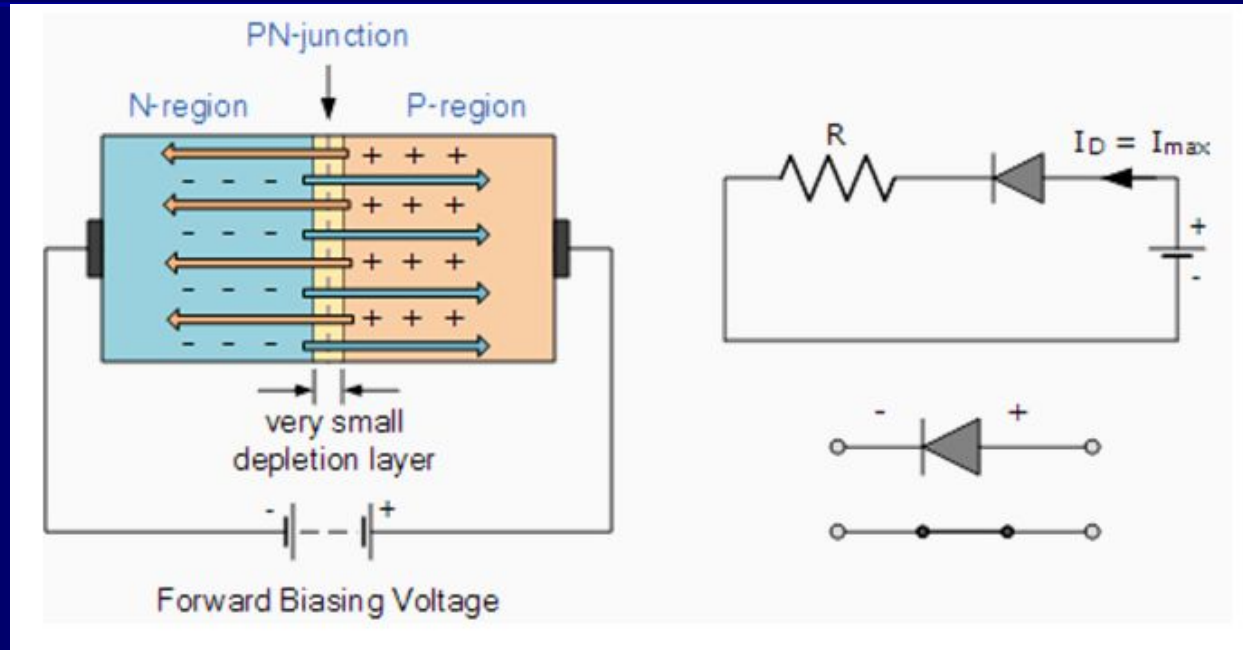 PN-junction
N-region
P-region
+ + +
- - -
+ + +
- - -
+ + +
- - -
+ + +
- - -
very small
depletion layer
- +
Forward Biasing Voltage
R
I_D = I_max
+
-
- +